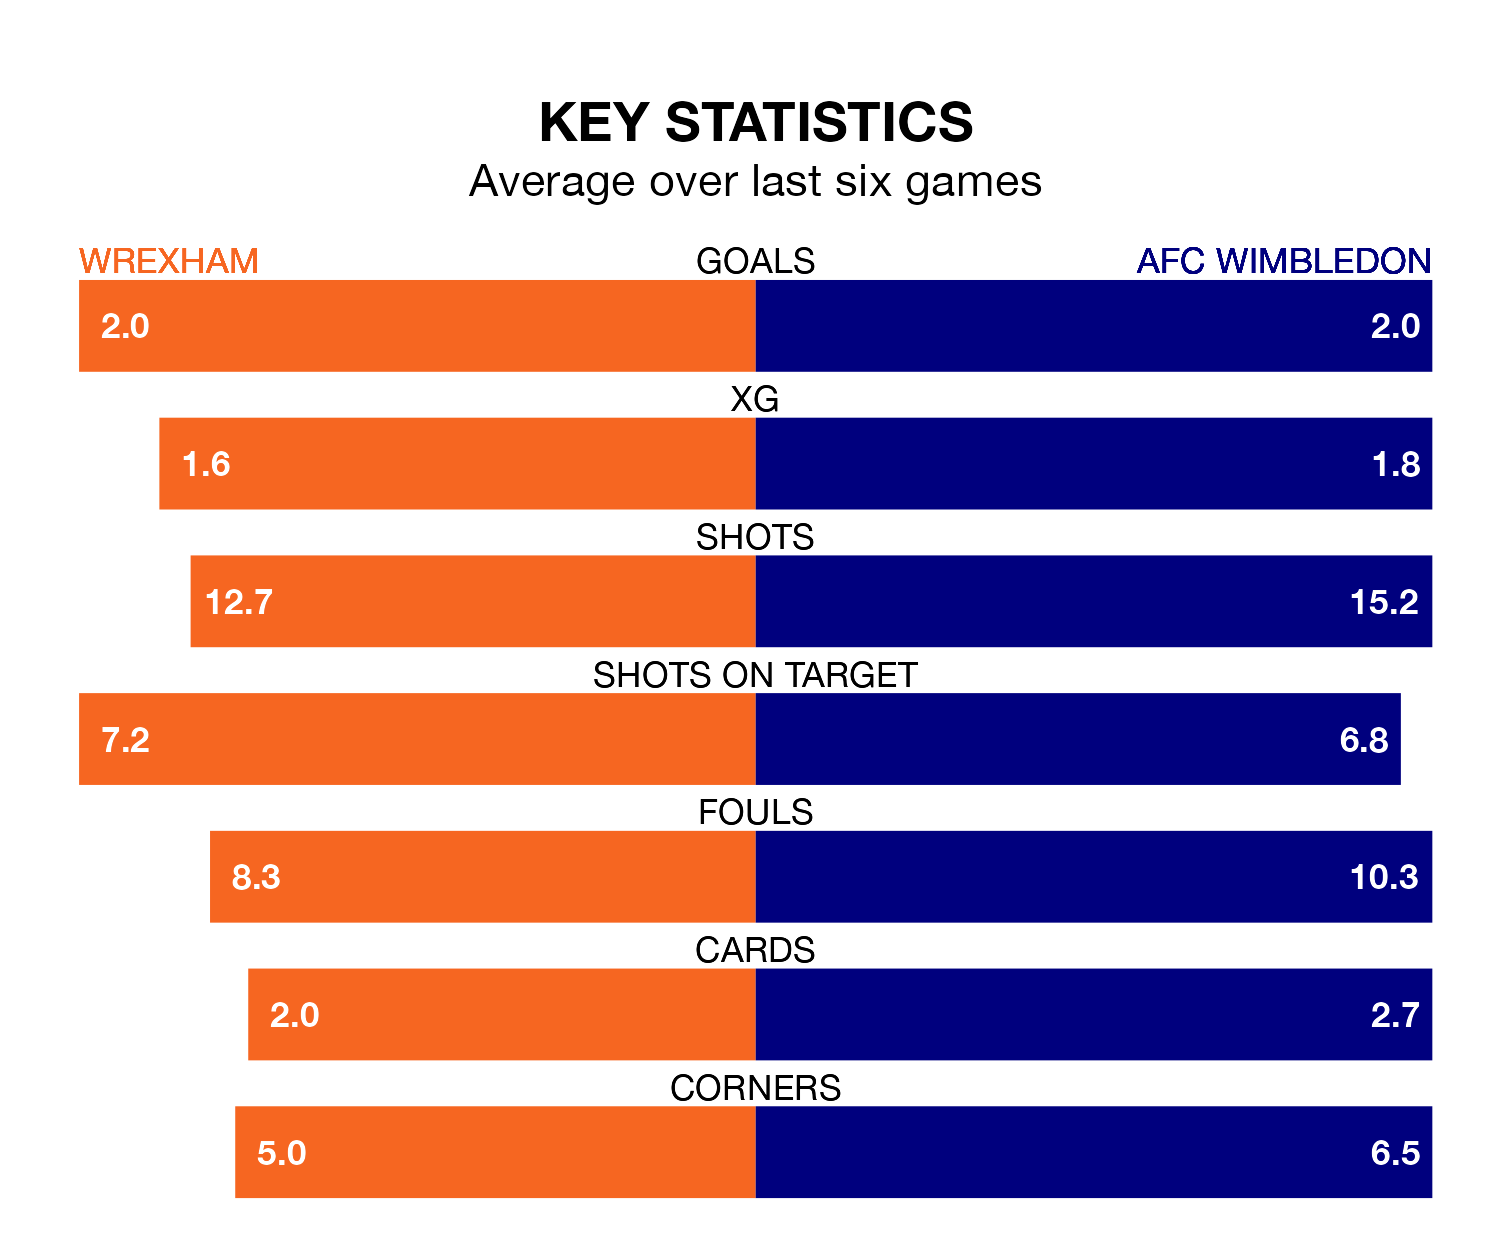 KEY STATISTICS
Average over last six games
WREXHAM GOALS AFC WIMBLEDON
2.0 2.0
XG
1.6 1.8
SHOTS
12.7 15.2
SHOTS ON TARGET
7.2 6.8
FOULS
8.3 10.3
CARDS
2.0 2.7
CORNERS
5.0 6.5